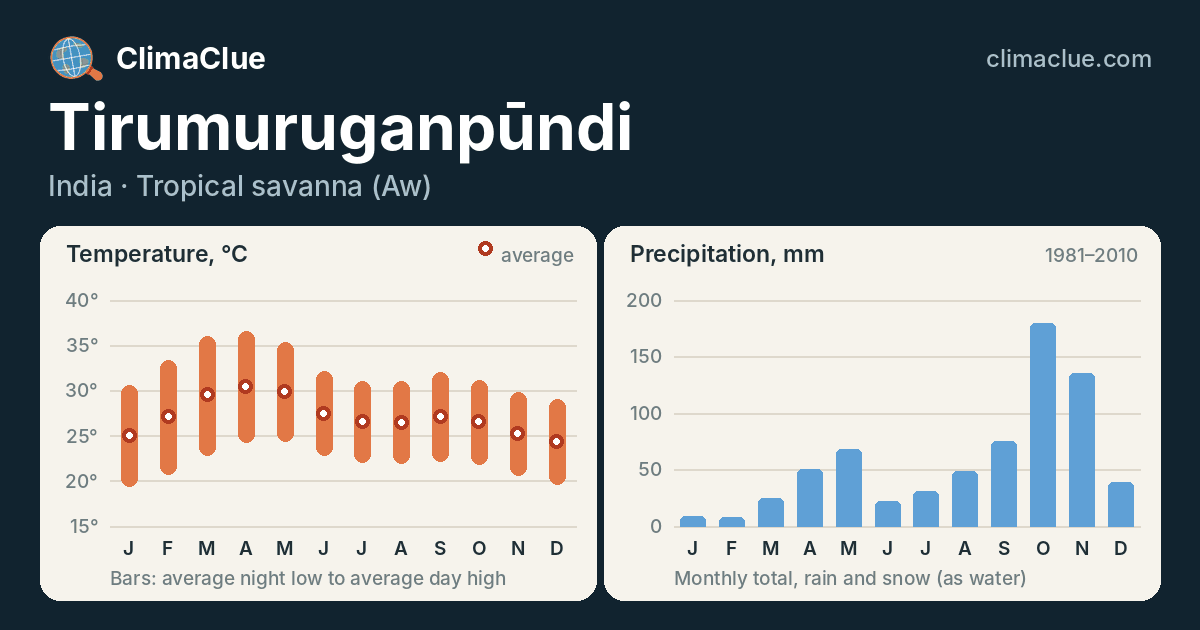 ClimaClue
climaclue.com
Tirumuruganpūndi
India · Tropical savanna (Aw)
Temperature, °C
average
40°
35°
30°
25°
20°
15°
J F M A M J J A S O N D
Bars: average night low to average day high
Precipitation, mm
1981–2010
200
150
100
50
0
J F M A M J J A S O N D
Monthly total, rain and snow (as water)